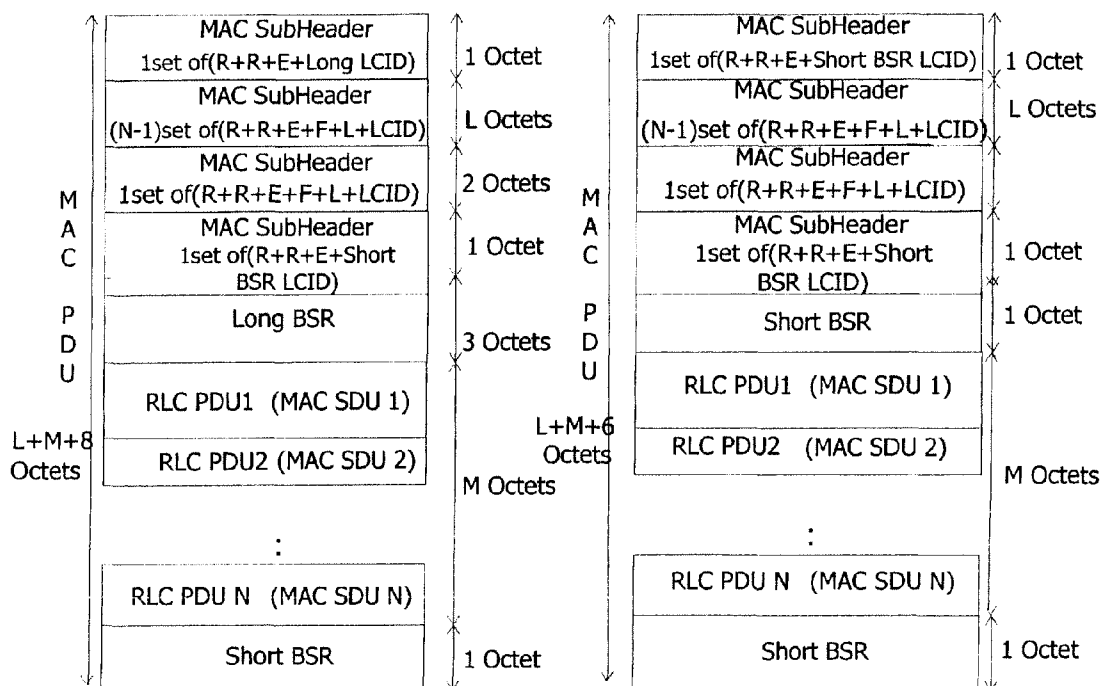 MAC SubHeader
1set of(R+R+E+Long LCID)
1 Octet
MAC SubHeader
(N-1)set of(R+R+E+F+L+LCID)
L Octets
MAC SubHeader
1set of(R+R+E+F+L+LCID)
2 Octets
MAC SubHeader
1set of(R+R+E+Short
BSR LCID)
1 Octet
Long BSR
3 Octets
RLC PDU1 (MAC SDU 1)
RLC PDU2 (MAC SDU 2)
M Octets
:
RLC PDU N (MAC SDU N)
Short BSR
1 Octet
M
A
C
P
D
U
L+M+8
Octets
MAC SubHeader
1set of(R+R+E+Short BSR LCID)
1 Octet
MAC SubHeader
(N-1)set of(R+R+E+F+L+LCID)
L Octets
MAC SubHeader
1set of(R+R+E+F+L+LCID)
MAC SubHeader
1set of(R+R+E+Short
BSR LCID)
1 Octet
Short BSR
1 Octet
RLC PDU1 (MAC SDU 1)
RLC PDU2 (MAC SDU 2)
M Octets
:
RLC PDU N (MAC SDU N)
Short BSR
1 Octet
M
A
C
P
D
U
L+M+6
Octets